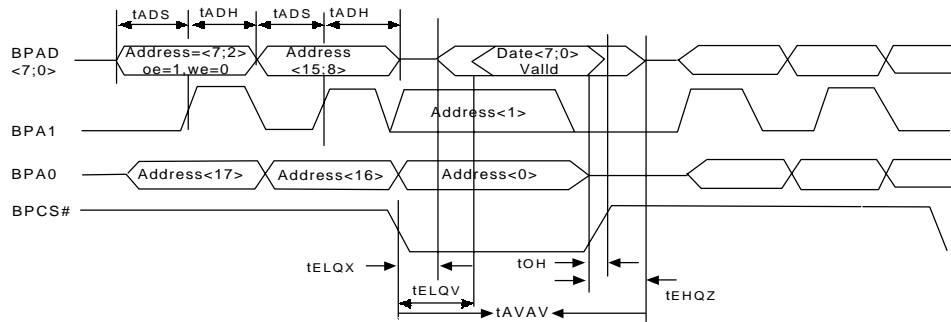 tADS tADH tADS tADH
BPAD
<7;0>
Address=<7;2>
oe=1,we=0
Address
<15;8>
Date<7;0>
Valld
BPA1
Address<1>
BPA0
Address<17>
Address<16>
Address<0>
BPCS#
tELQX
tOH
tELQV
tEHQZ
tAVAV